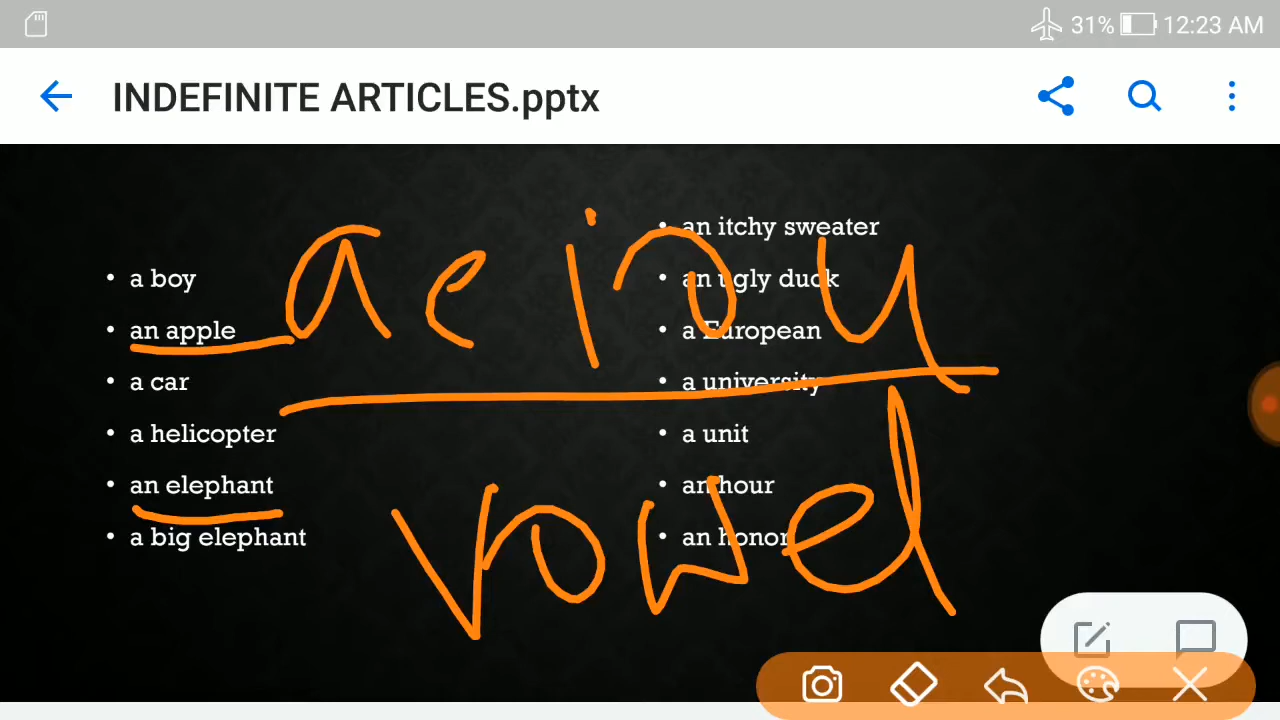 31% 12:23 AM
INDEFINITE ARTICLES.pptx
• a boy
• an apple
• a car
• a helicopter
• an elephant
• a big elephant
• an itchy sweater
• an ugly duck
• a European
• a university
• a unit
• an hour
• an honor
a e i o u
vowel